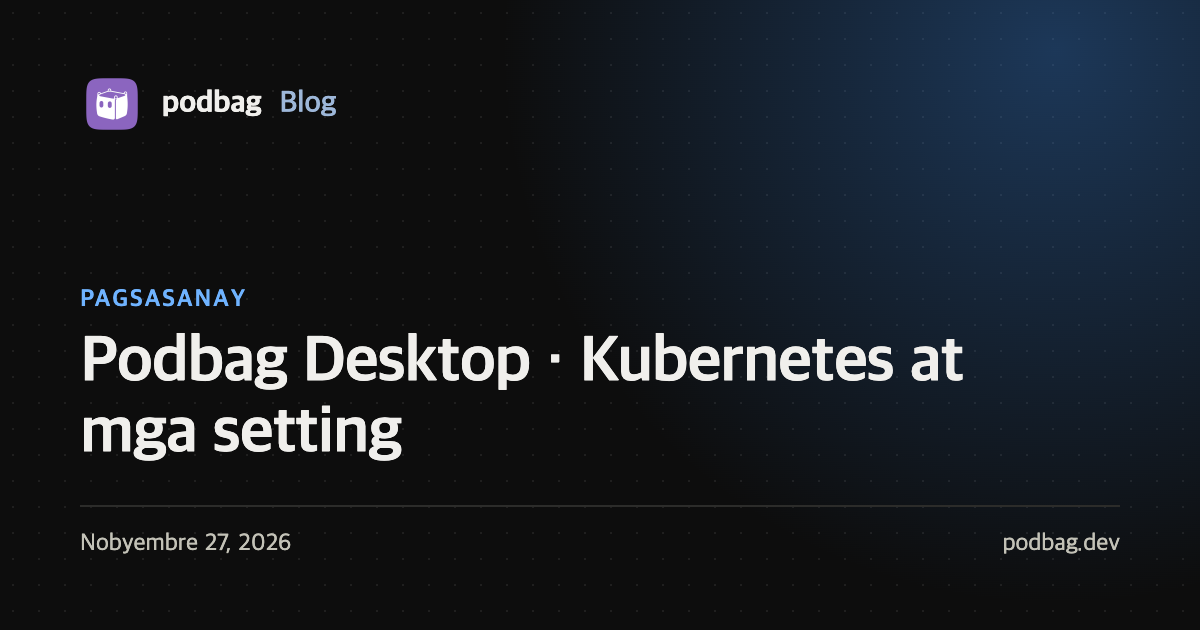 podbag Blog
PAGSASANAY
Podbag Desktop · Kubernetes at
mga setting
Nobyembre 27, 2026
podbag.dev